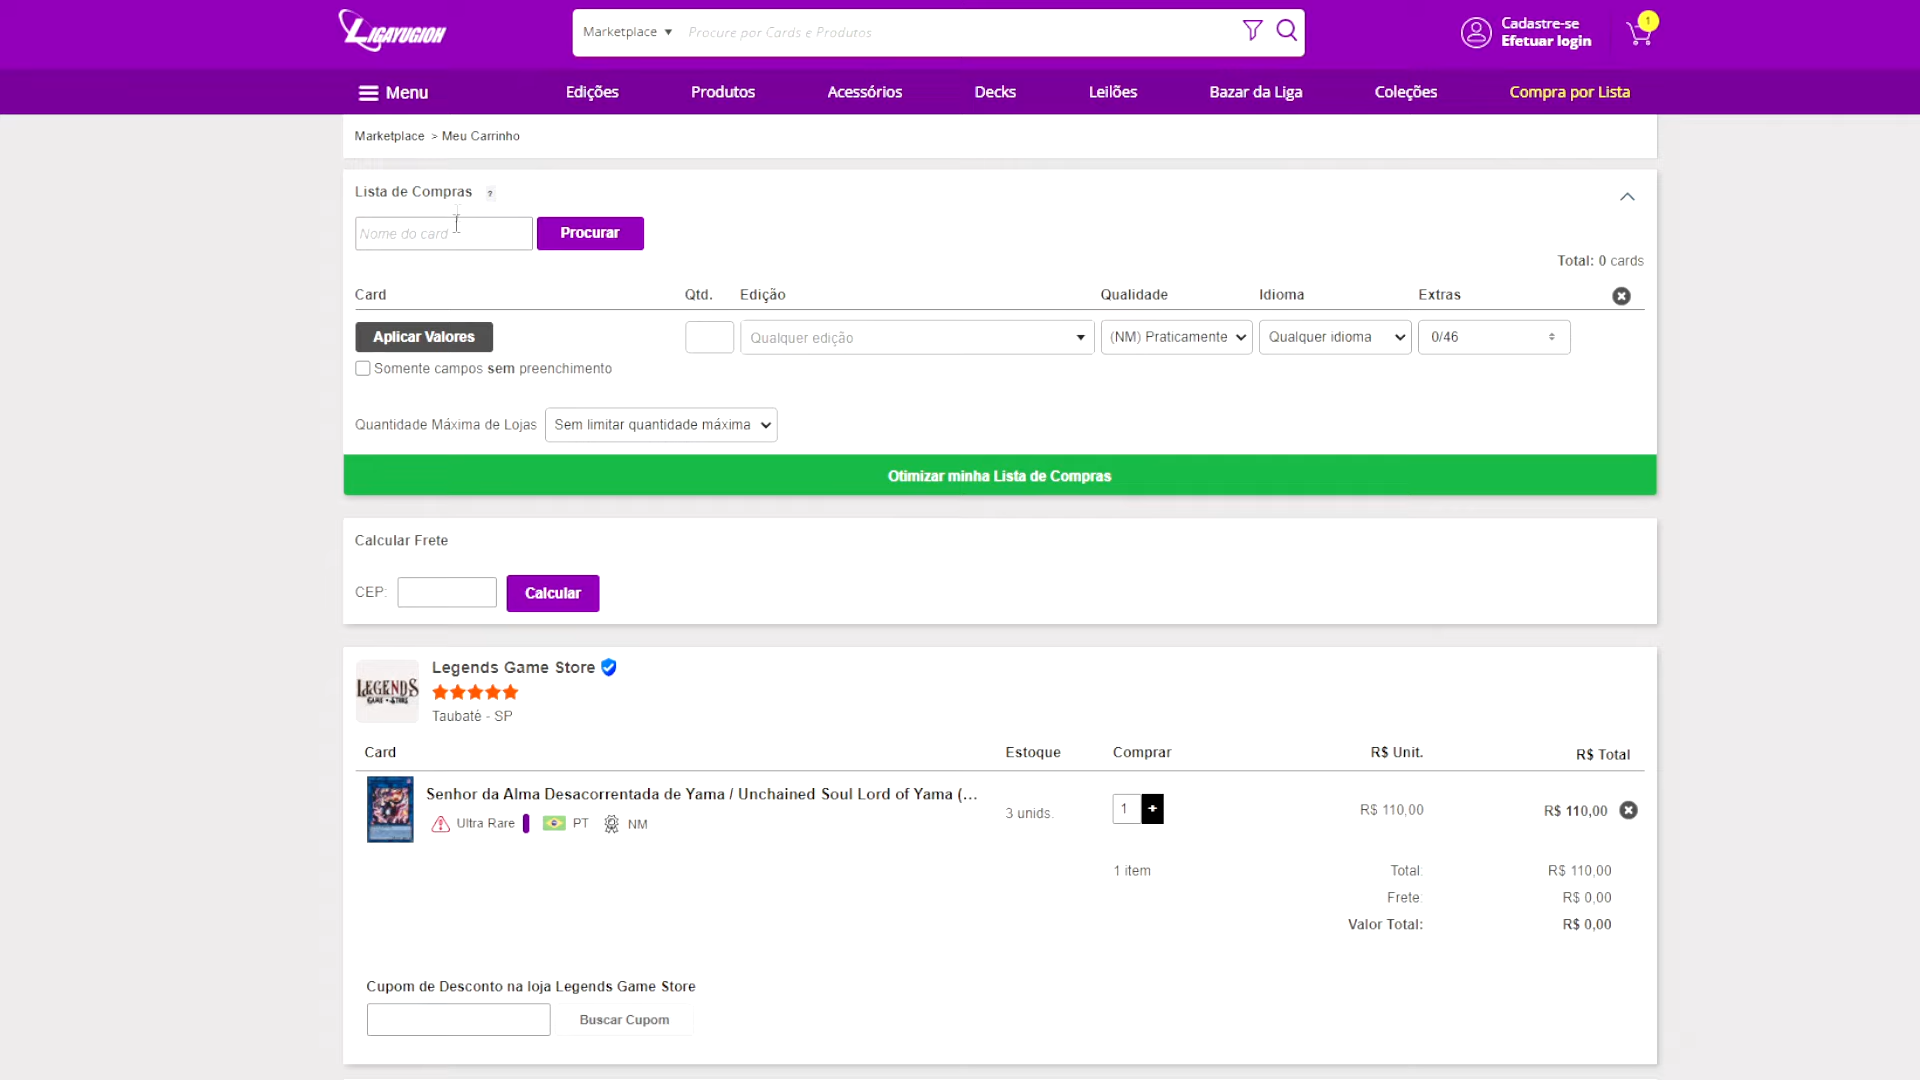 LIGAYUGIOH
Marketplace
Procure por Cards e Produtos
Cadastre-se
Efetuar login
1
Menu
Edições
Produtos
Acessórios
Decks
Leilões
Bazar da Liga
Coleções
Compra por Lista
Marketplace > Meu Carrinho
Lista de Compras ?
Nome do card
Procurar
Total: 0 cards
Card Qtd. Edição Qualidade Idioma Extras
Aplicar Valores Qualquer edição (NM) Praticamente Qualquer idioma 0/46
Somente campos sem preenchimento
Quantidade Máxima de Lojas Sem limitar quantidade máxima
Otimizar minha Lista de Compras
Calcular Frete
CEP: Calcular
LEGENDS
GAME STORE
Legends Game Store
Taubaté - SP
Card Estoque Comprar R$ Unit. R$ Total
Senhor da Alma Desacorrentada de Yama / Unchained Soul Lord of Yama (...
Ultra Rare PT NM
3 unids. 1 + R$ 110,00 R$ 110,00
1 item Total: R$ 110,00
Frete: R$ 0,00
Valor Total: R$ 0,00
Cupom de Desconto na loja Legends Game Store
Buscar Cupom